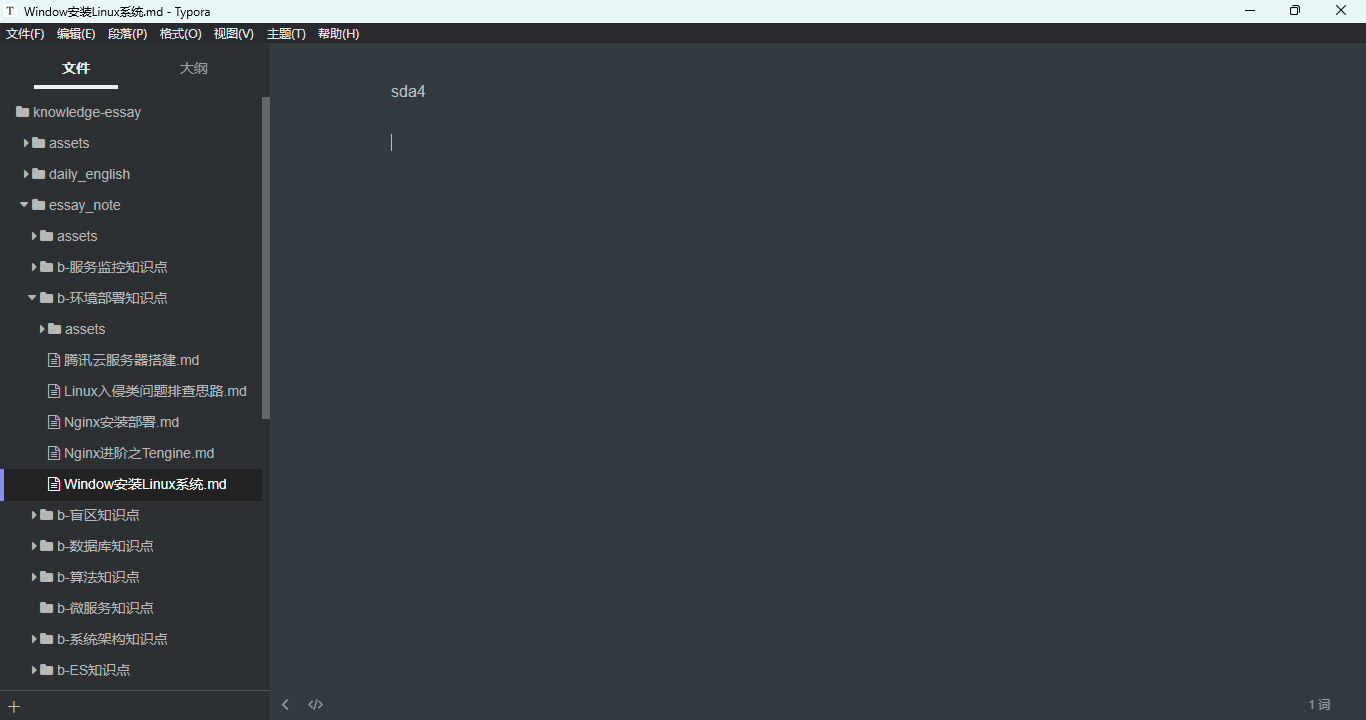 Window安装Linux系统.md - Typora
文件(F) 编辑(E) 段落(P) 格式(O) 视图(V) 主题(T) 帮助(H)
文件 大纲
knowledge-essay
assets
daily_english
essay_note
assets
b-服务监控知识点
b-环境部署知识点
assets
腾讯云服务器搭建.md
Linux入侵类问题排查思路.md
Nginx安装部署.md
Nginx进阶之Tengine.md
Window安装Linux系统.md
b-盲区知识点
b-数据库知识点
b-算法知识点
b-微服务知识点
b-系统架构知识点
b-ES知识点
sda4
1 词